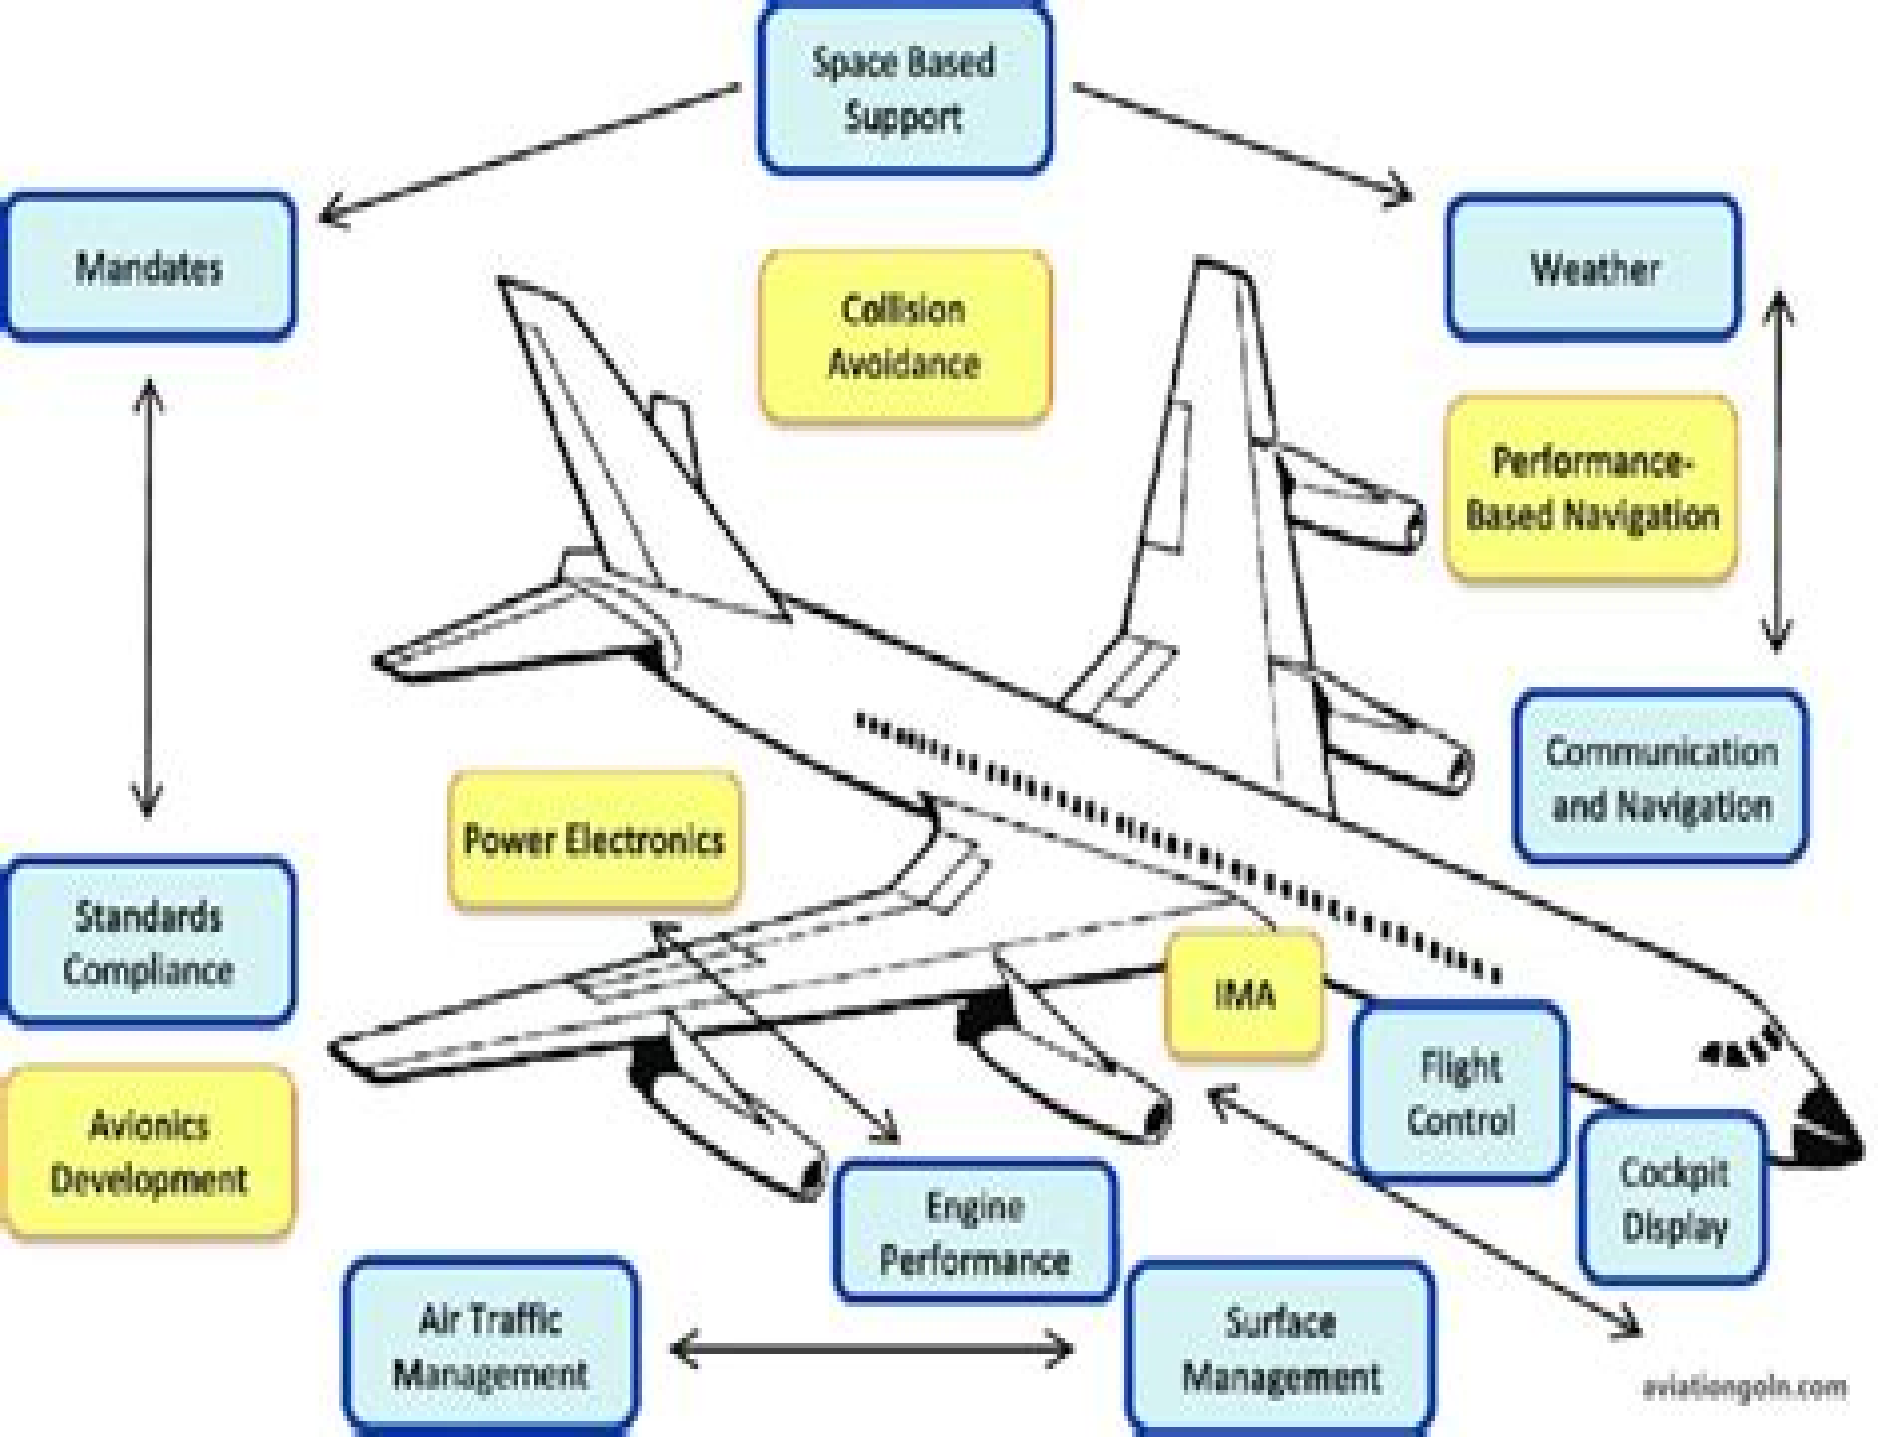 Space Based
Support
Mandates
Weather
Collision
Avoidance
Performance-
Based Navigation
Communication
and Navigation
Power Electronics
Standards
Compliance
IMA
Flight
Control
Avionics
Development
Cockpit
Display
Engine
Performance
Air Traffic
Management
Surface
Management
aviationgoln.com